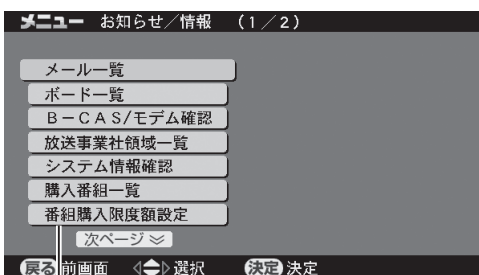 メニュー お知らせ／情報 （１／２）
メール一覧
ボード一覧
Ｂ－ＣＡＳ/モデム確認
放送事業社領域一覧
システム情報確認
購入番組一覧
番組購入限度額設定
次ページ
戻る 前画面 選択 決定 決定